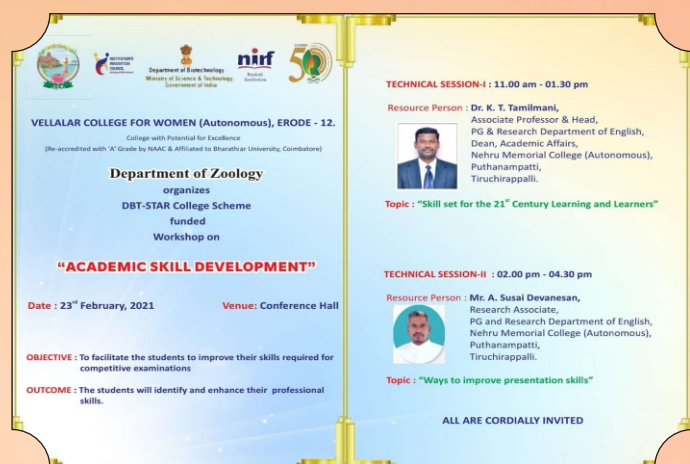 INSTITUTION'S
INNOVATION
COUNCIL
Department of Biotechnology
Ministry of Science & Technology
Government of India
nirf
50
VELLALAR COLLEGE FOR WOMEN (Autonomous), ERODE - 12.
College with Potential for Excellence
(Re-accredited with 'A' Grade by NAAC & Affiliated to Bharathiar University, Coimbatore)
Department of Zoology
organizes
DBT-STAR College Scheme
funded
Workshop on
“ACADEMIC SKILL DEVELOPMENT”
Date : 23rd February, 2021 Venue: Conference Hall
OBJECTIVE : To facilitate the students to improve their skills required for
competitive examinations
OUTCOME : The students will identify and enhance their professional
skills.
TECHNICAL SESSION-I : 11.00 am - 01.30 pm
Resource Person : Dr. K. T. Tamilmani,
Associate Professor & Head,
PG & Research Department of English,
Dean, Academic Affairs,
Nehru Memorial College (Autonomous),
Puthanampatti,
Tiruchirappalli.
Topic : “Skill set for the 21st Century Learning and Learners”
TECHNICAL SESSION-II : 02.00 pm - 04.30 pm
Resource Person : Mr. A. Susai Devanesan,
Research Associate,
PG and Research Department of English,
Nehru Memorial College (Autonomous),
Puthanampatti,
Tiruchirappalli.
Topic : “Ways to improve presentation skills”
ALL ARE CORDIALLY INVITED